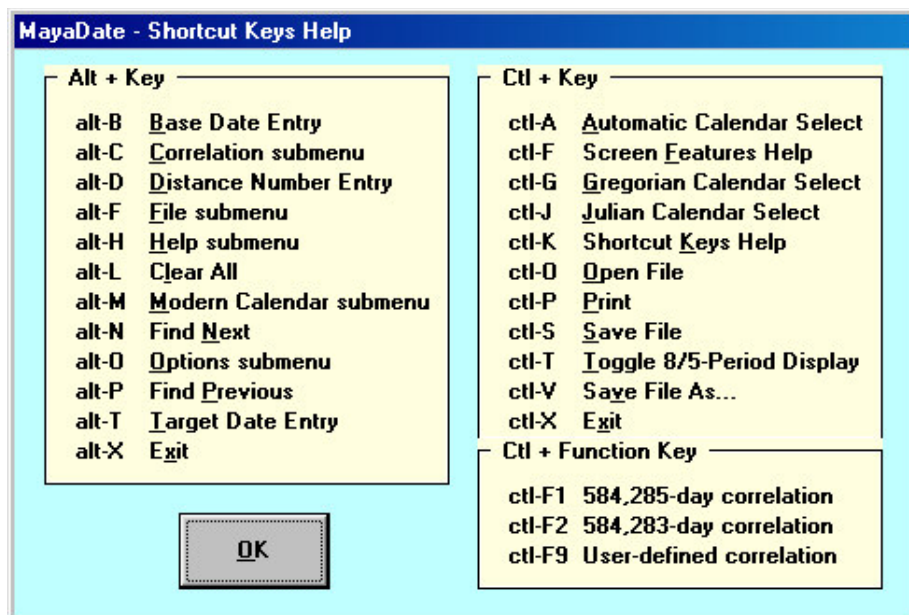 MayaDate - Shortcut Keys Help
Alt + Key
alt-B Base Date Entry
alt-C Correlation submenu
alt-D Distance Number Entry
alt-F File submenu
alt-H Help submenu
alt-L Clear All
alt-M Modern Calendar submenu
alt-N Find Next
alt-O Options submenu
alt-P Find Previous
alt-T Target Date Entry
alt-X Exit
OK
Ctl + Key
ctl-A Automatic Calendar Select
ctl-F Screen Features Help
ctl-G Gregorian Calendar Select
ctl-J Julian Calendar Select
ctl-K Shortcut Keys Help
ctl-O Open File
ctl-P Print
ctl-S Save File
ctl-T Toggle 8/5-Period Display
ctl-V Save File As...
ctl-X Exit
Ctl + Function Key
ctl-F1 584,285-day correlation
ctl-F2 584,283-day correlation
ctl-F9 User-defined correlation